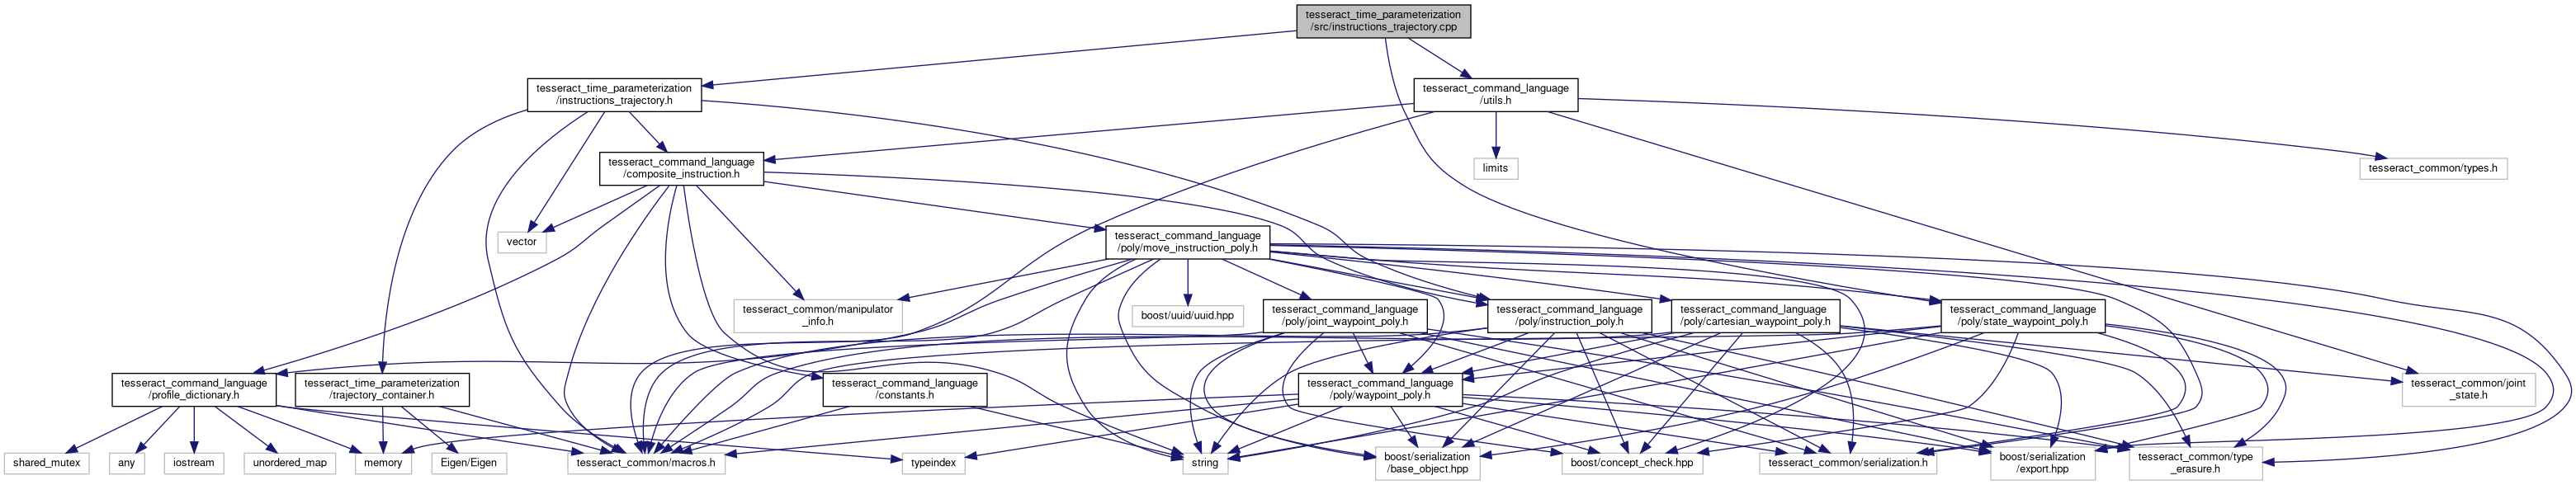 tesseract_time_parameterization
/src/instructions_trajectory.cpp
tesseract_time_parameterization
/instructions_trajectory.h
tesseract_command_language
/utils.h
tesseract_command_language
/composite_instruction.h
limits
tesseract_common/types.h
vector
tesseract_command_language
/poly/move_instruction_poly.h
tesseract_common/manipulator
_info.h
boost/uuid/uuid.hpp
tesseract_command_language
/poly/joint_waypoint_poly.h
tesseract_command_language
/poly/instruction_poly.h
tesseract_command_language
/poly/cartesian_waypoint_poly.h
tesseract_command_language
/poly/state_waypoint_poly.h
tesseract_command_language
/profile_dictionary.h
tesseract_time_parameterization
/trajectory_container.h
tesseract_command_language
/constants.h
tesseract_command_language
/poly/waypoint_poly.h
tesseract_common/joint
_state.h
shared_mutex
any
iostream
unordered_map
memory
Eigen/Eigen
tesseract_common/macros.h
typeindex
string
boost/serialization
/base_object.hpp
boost/concept_check.hpp
tesseract_common/serialization.h
boost/serialization
/export.hpp
tesseract_common/type
_erasure.h